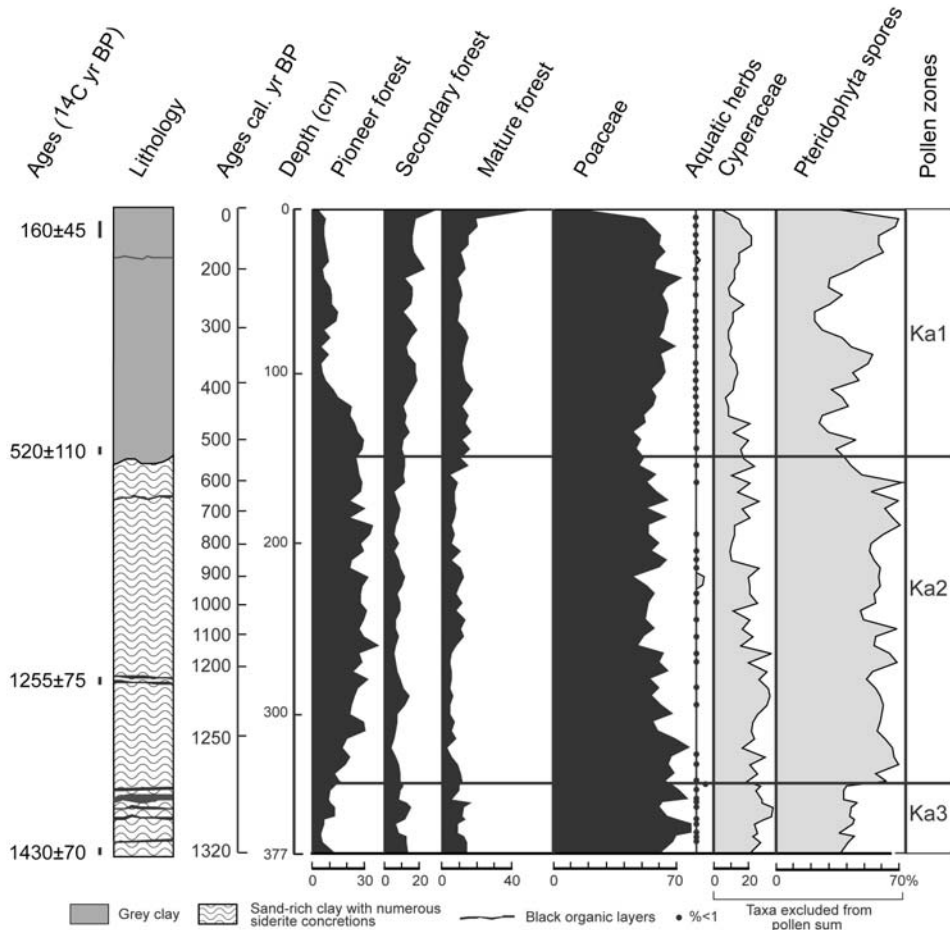 Ages (¹⁴C yr BP)
Lithology
Ages cal. yr BP
Depth (cm)
Pioneer forest
Secondary forest
Mature forest
Poaceae
Aquatic herbs
Cyperaceae
Pteridophyta spores
Pollen zones
160±45
520±110
1255±75
1430±70
0
200
300
400
500
600
700
800
900
1000
1100
1200
1250
1320
0
100
200
300
377
Ka1
Ka2
Ka3
0 30
0 20
0 40
0 70
0 20
0 70%
Grey clay
Sand-rich clay with numerous
siderite concretions
Black organic layers
%<1
Taxa excluded from
pollen sum